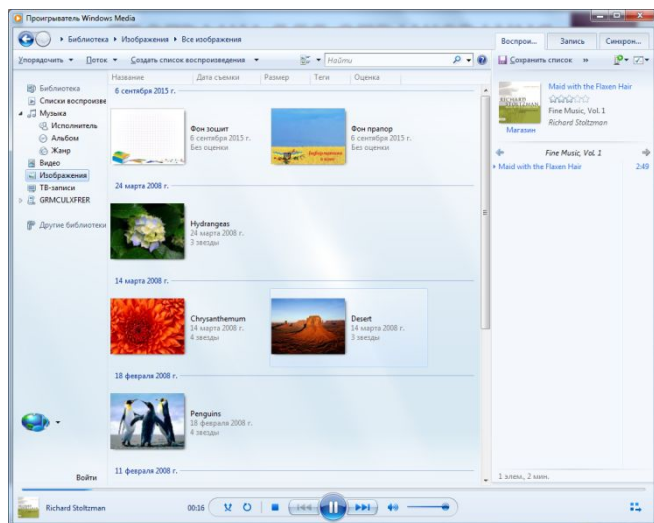 Проигрыватель Windows Media
Библиотека ▸ Изображения ▸ Все изображения
Упорядочить Поток Создать список воспроизведения Найти
Воспрои... Запись Синхрон...
Сохранить список »
Название Дата съемки Размер Теги Оценка
Библиотека
Списки воспроизве
Музыка
Исполнитель
Альбом
Жанр
Видео
Изображения
ТВ-записи
GRMCULXFRER
Другие библиотеки
Войти
6 сентября 2015 г.
Фон зошит
6 сентября 2015 г.
Без оценки
Фон прапор
6 сентября 2015 г.
Без оценки
24 марта 2008 г.
Hydrangeas
24 марта 2008 г.
3 звезды
14 марта 2008 г.
Chrysanthemum
14 марта 2008 г.
4 звезды
Desert
14 марта 2008 г.
3 звезды
18 февраля 2008 г.
Penguins
18 февраля 2008 г.
4 звезды
11 февраля 2008 г.
RICHARD
STOLTZMAN
Магазин
Maid with the Flaxen Hair
Fine Music, Vol.1
Richard Stoltzman
Fine Music, Vol. 1
Maid with the Flaxen Hair 2:49
1 элем., 2 мин.
Richard Stoltzman 00:16